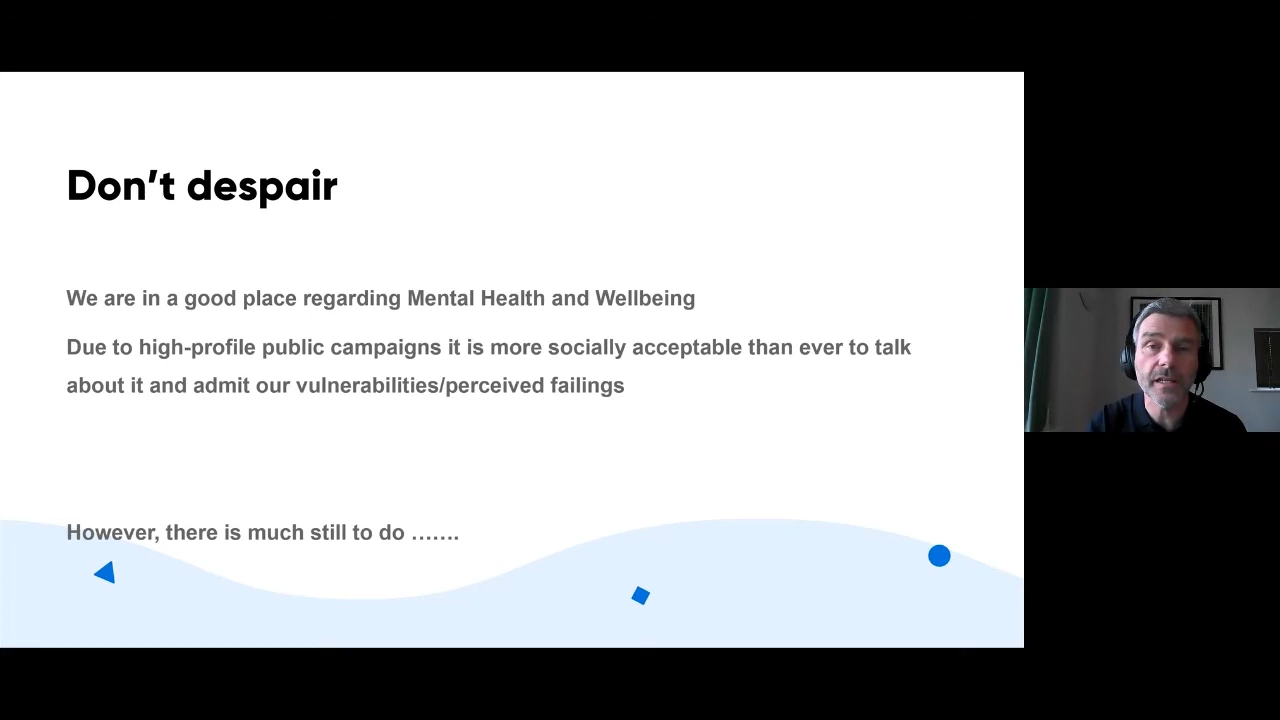 Don’t despair
We are in a good place regarding Mental Health and Wellbeing
Due to high-profile public campaigns it is more socially acceptable than ever to talk
about it and admit our vulnerabilities/perceived failings
However, there is much still to do …….